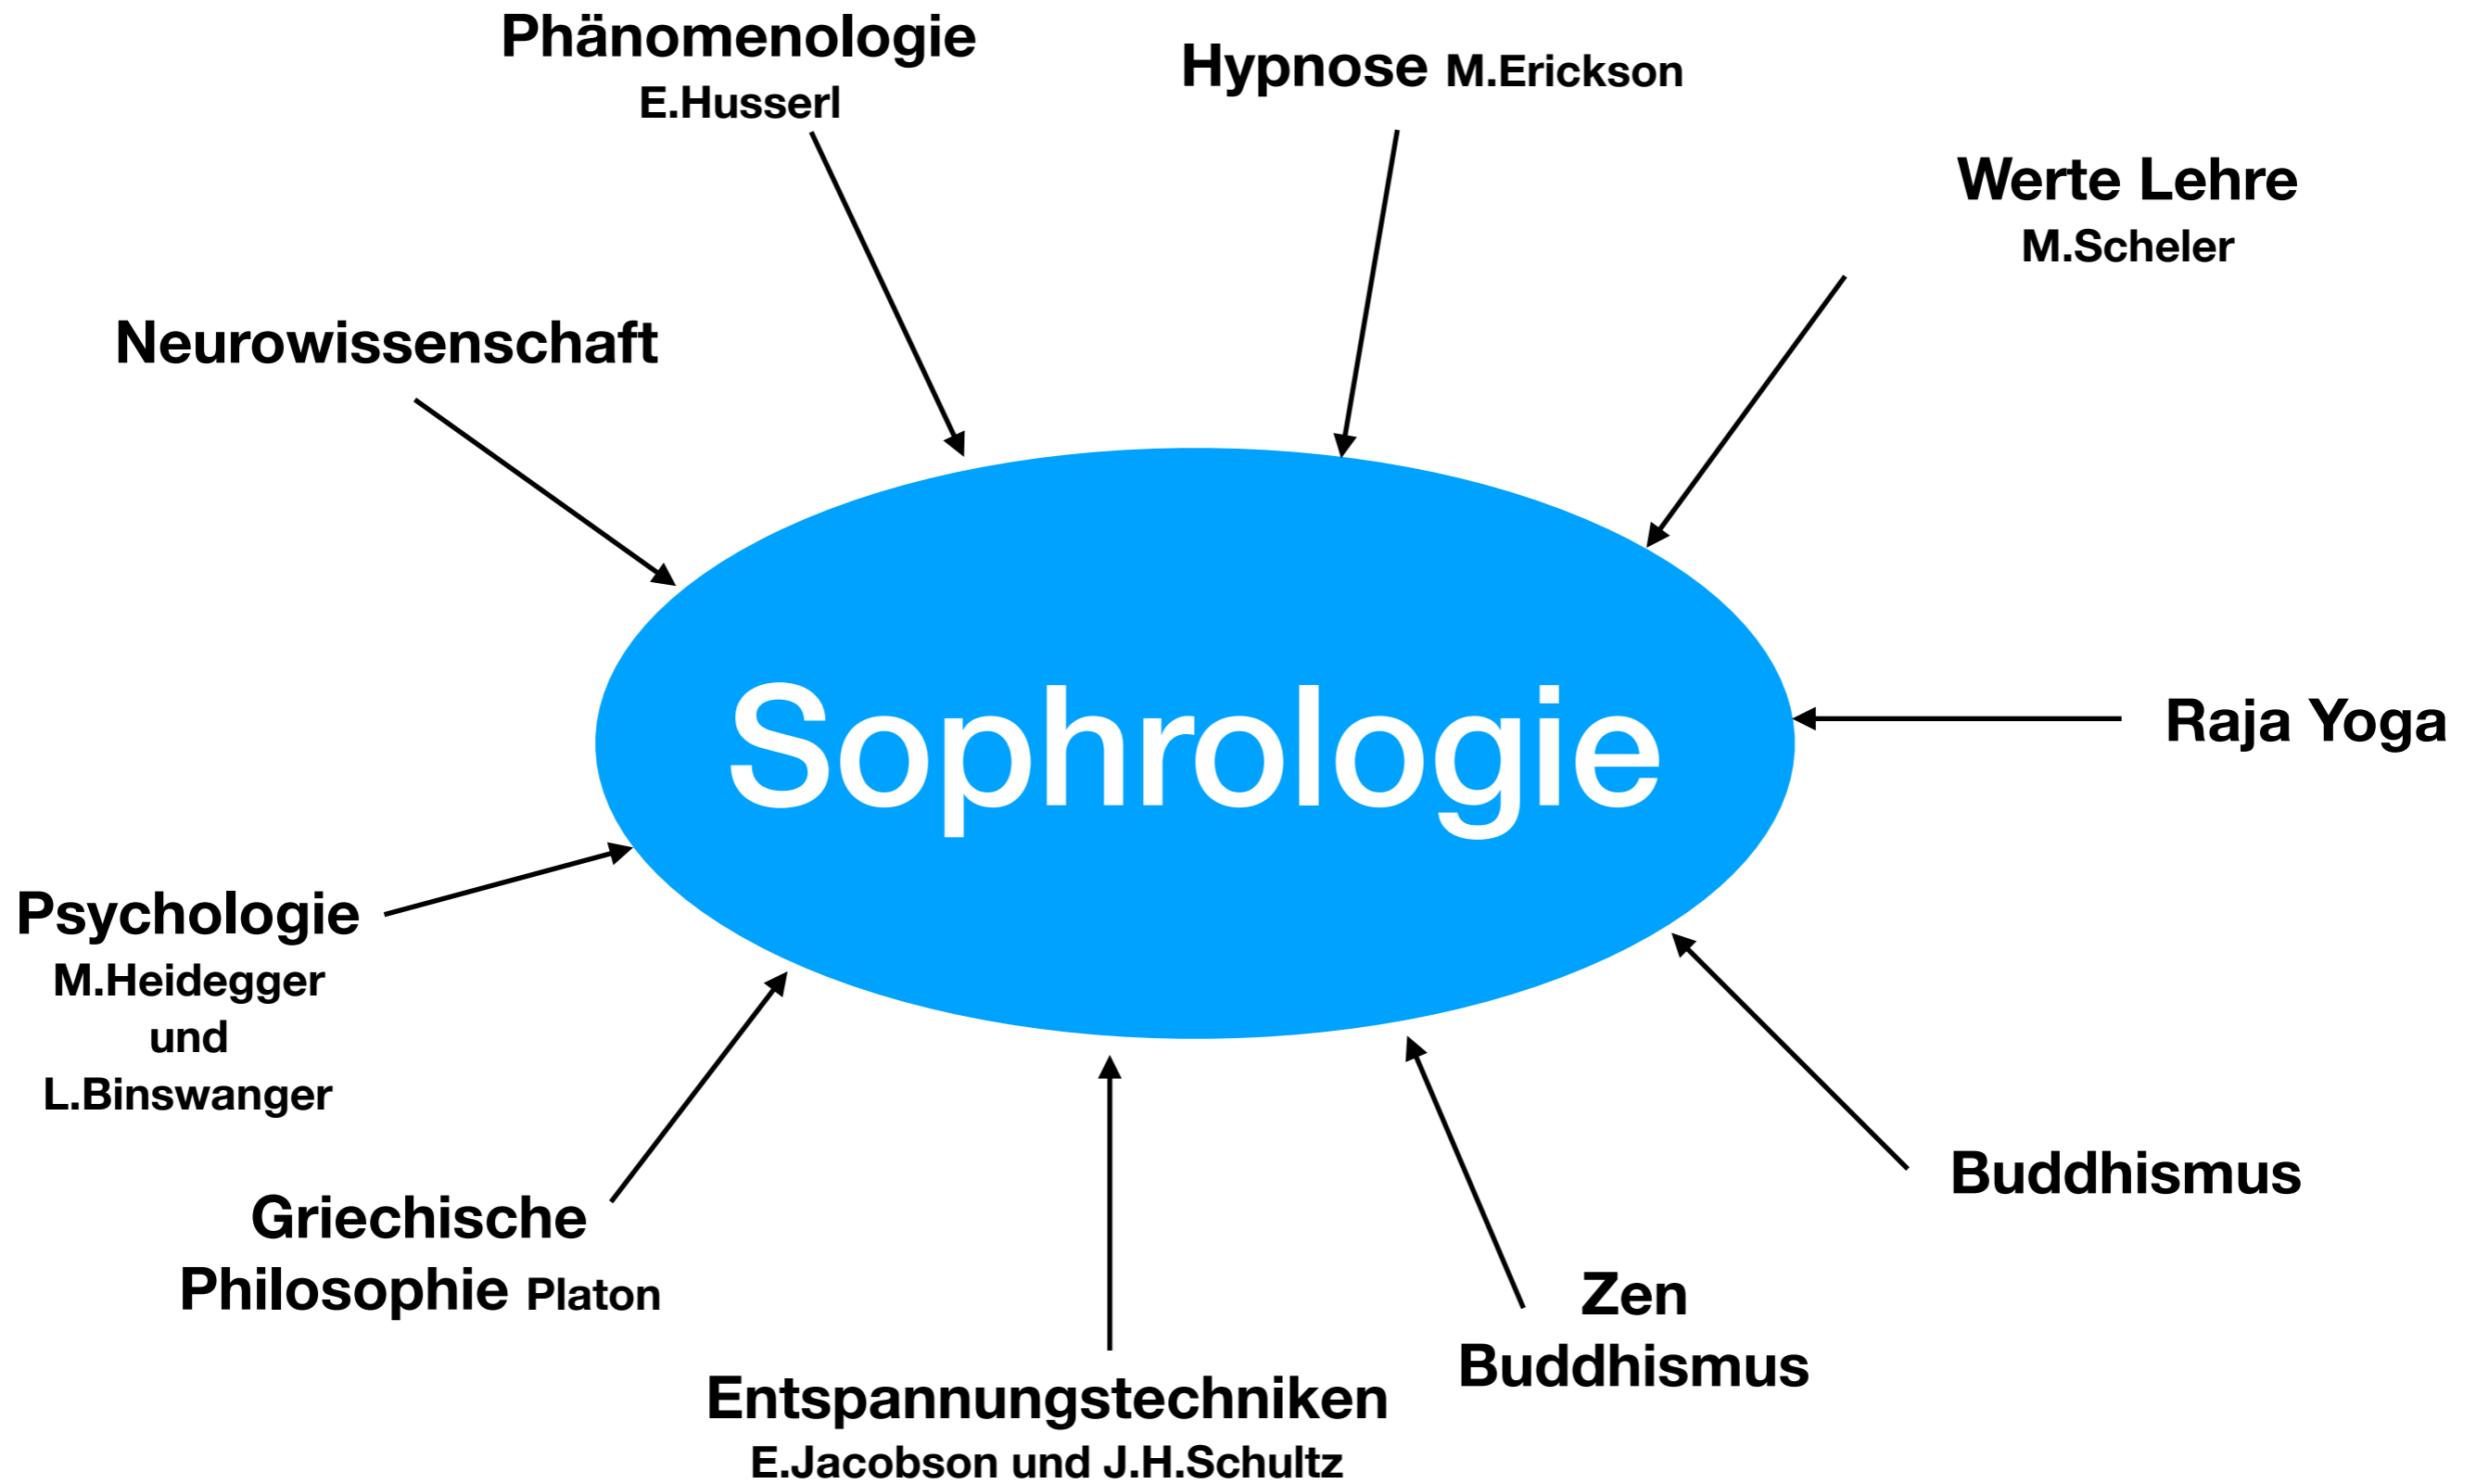 Phänomenologie
E.Husserl
Hypnose M.Erickson
Werte Lehre
M.Scheler
Neurowissenschaft
Sophrologie
Raja Yoga
Psychologie
M.Heidegger
und
L.Binswanger
Griechische
Philosophie Platon
Entspannungstechniken
E.Jacobson und J.H.Schultz
Zen
Buddhismus
Buddhismus